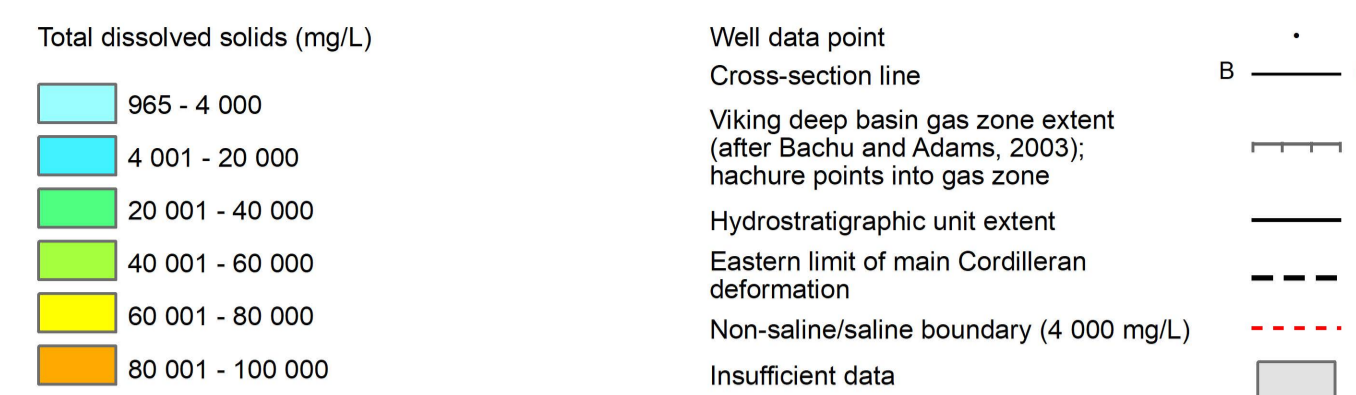 Total dissolved solids (mg/L)
965 - 4 000
4 001 - 20 000
20 001 - 40 000
40 001 - 60 000
60 001 - 80 000
80 001 - 100 000
Well data point
Cross-section line
B
Viking deep basin gas zone extent
(after Bachu and Adams, 2003);
hachure points into gas zone
Hydrostratigraphic unit extent
Eastern limit of main Cordilleran
deformation
Non-saline/saline boundary (4 000 mg/L)
Insufficient data